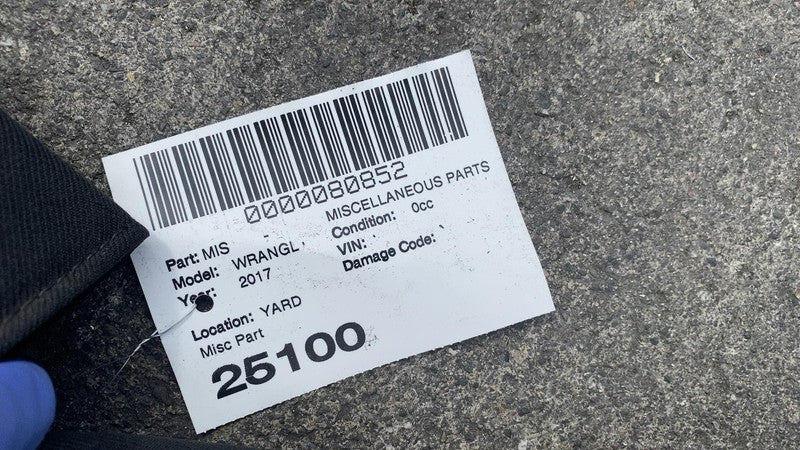 0000080852
Part: MIS MISCELLANEOUS PARTS
Model: WRANGL Condition: 0cc
Year: 2017 VIN:
Damage Code:
Location: YARD
Misc Part
25100